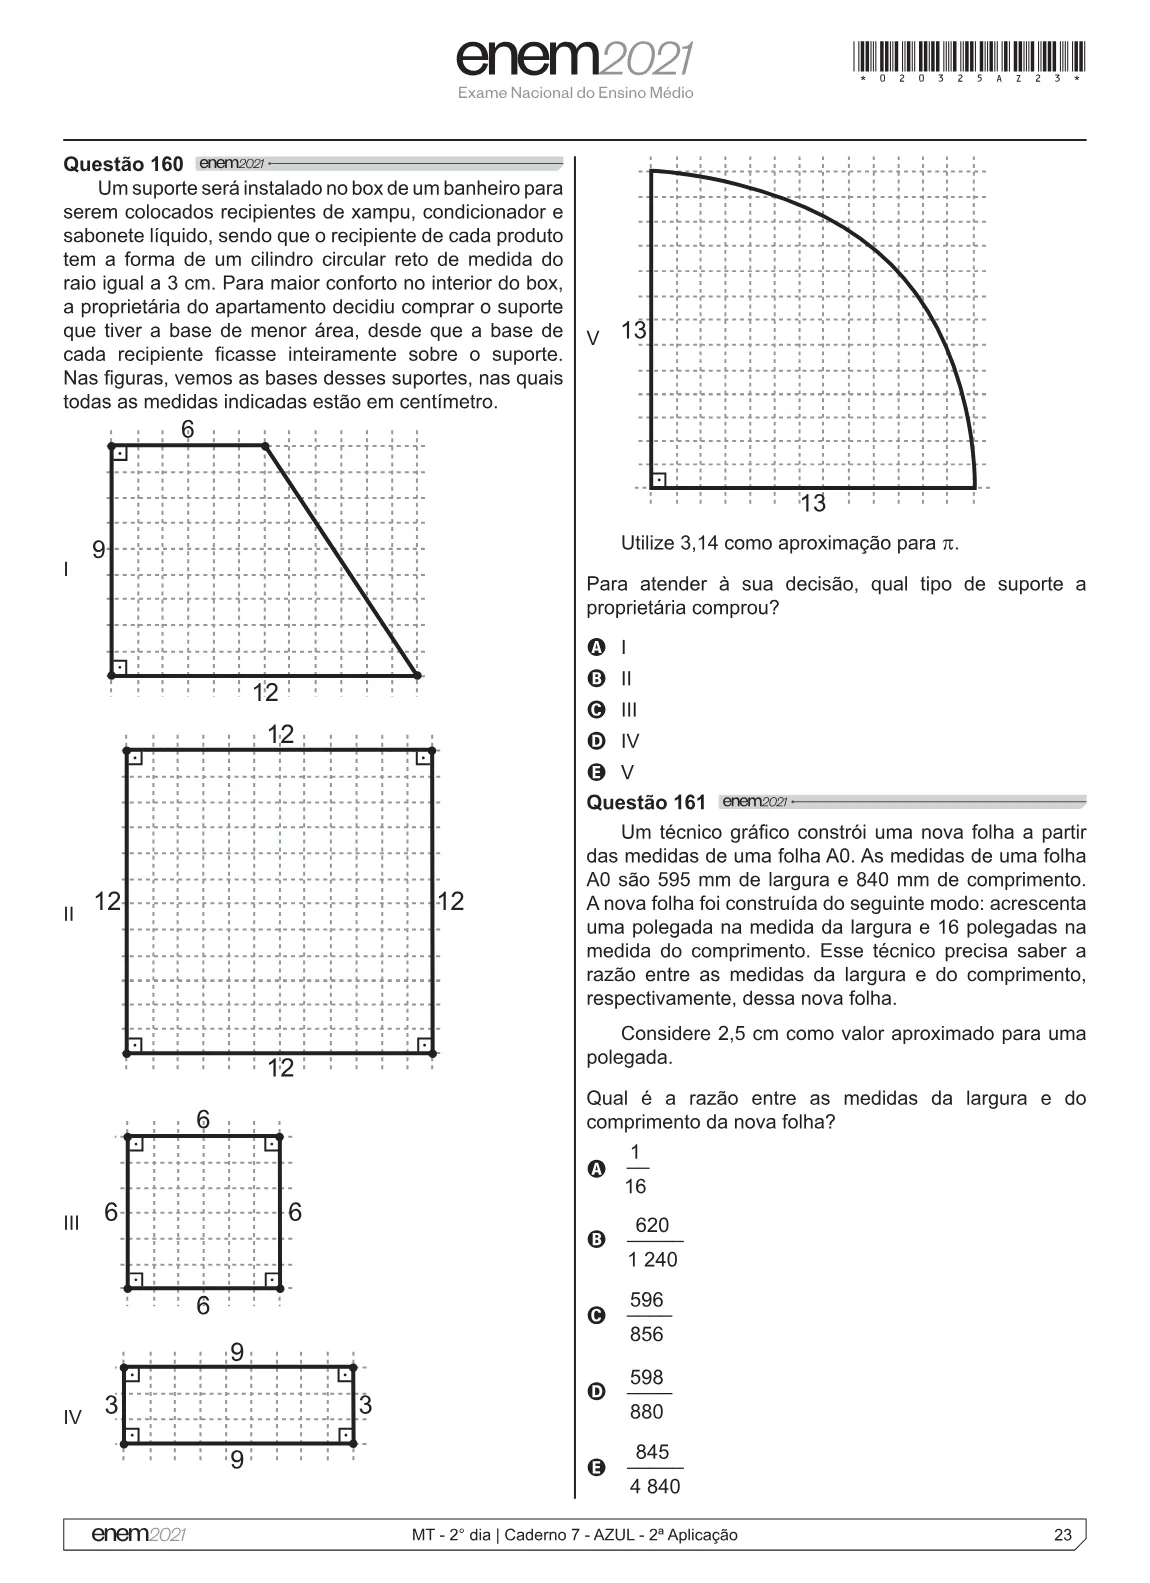 enem2021
Exame Nacional do Ensino Médio
*020325AZ23*
Questão 160 enem2021
Um suporte será instalado no box de um banheiro para
serem colocados recipientes de xampu, condicionador e
sabonete líquido, sendo que o recipiente de cada produto
tem a forma de um cilindro circular reto de medida do
raio igual a 3 cm. Para maior conforto no interior do box,
a proprietária do apartamento decidiu comprar o suporte
que tiver a base de menor área, desde que a base de
cada recipiente ficasse inteiramente sobre o suporte.
Nas figuras, vemos as bases desses suportes, nas quais
todas as medidas indicadas estão em centímetro.
6
9
I
12
12
II 12 12
12
6
III 6 6
6
9
IV 3 3
9
V 13
13
Utilize 3,14 como aproximação para π.
Para atender à sua decisão, qual tipo de suporte a
proprietária comprou?
A I
B II
C III
D IV
E V
Questão 161 enem2021
Um técnico gráfico constrói uma nova folha a partir
das medidas de uma folha A0. As medidas de uma folha
A0 são 595 mm de largura e 840 mm de comprimento.
A nova folha foi construída do seguinte modo: acrescenta
uma polegada na medida da largura e 16 polegadas na
medida do comprimento. Esse técnico precisa saber a
razão entre as medidas da largura e do comprimento,
respectivamente, dessa nova folha.
Considere 2,5 cm como valor aproximado para uma
polegada.
Qual é a razão entre as medidas da largura e do
comprimento da nova folha?
A 1
16
B 620
1 240
C 596
856
D 598
880
E 845
4 840
enem2021 MT - 2° dia | Caderno 7 - AZUL - 2ª Aplicação 23